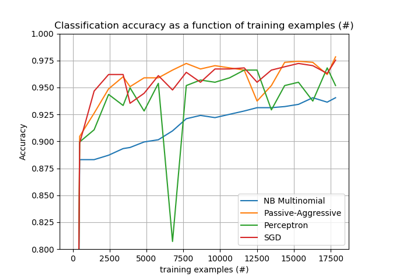 Classification accuracy as a function of training examples (#)
1.000
0.975
0.950
0.925
0.900
0.875
0.850
0.825
0.800
Accuracy
NB Multinomial
Passive-Aggressive
Perceptron
SGD
0 2500 5000 7500 10000 12500 15000 17500
training examples (#)